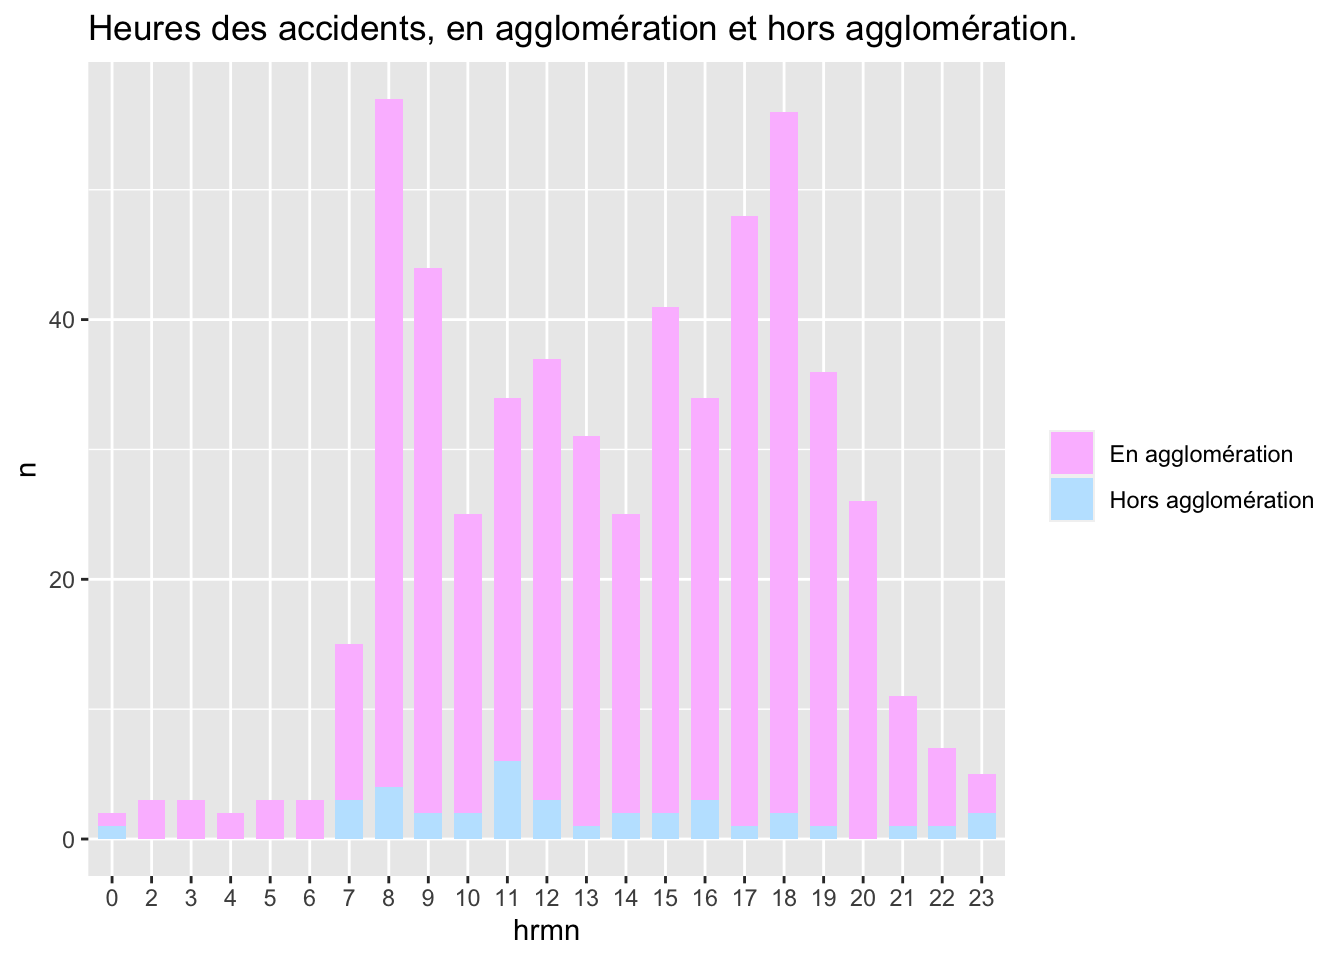 Heures des accidents, en agglomération et hors agglomération.
n
40
20
0
0 2 3 4 5 6 7 8 9 10 11 12 13 14 15 16 17 18 19 20 21 22 23
hrmn
En agglomération
Hors agglomération